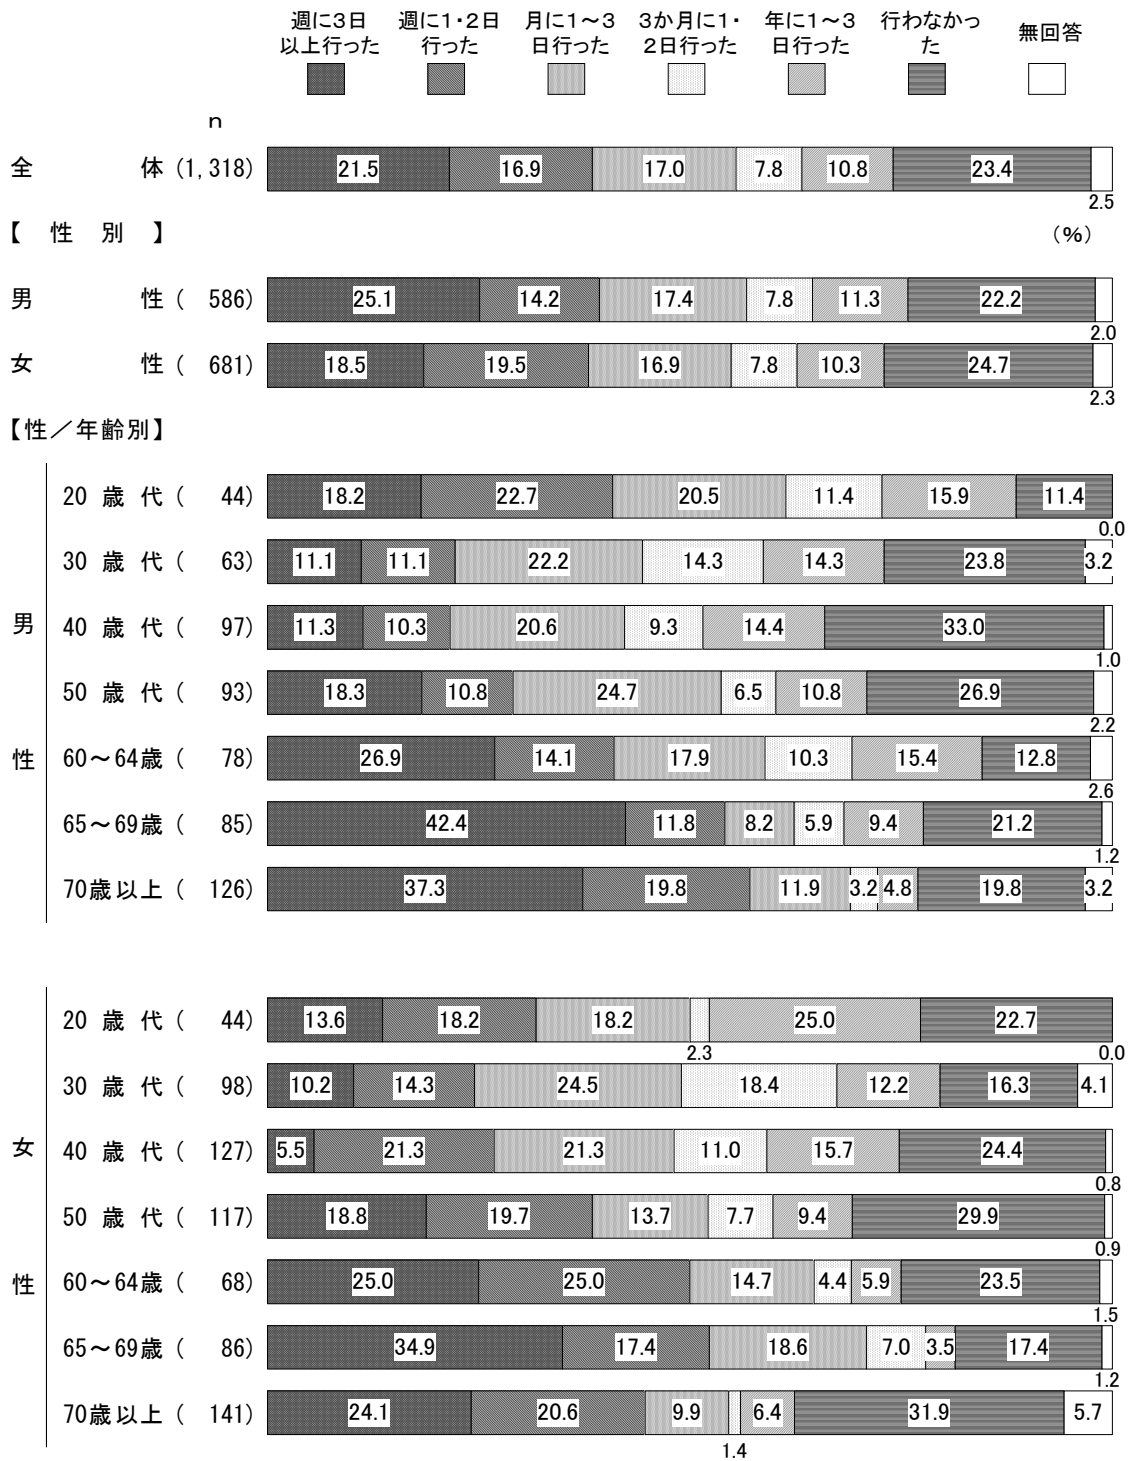 週に３日 週に１・２日 月に１～３ ３か月に１・ 年に１～３ 行わなかっ 無回答
以上行った 行った 日行った ２日行った 日行った た
ｎ
全　体 (1,318) 21.5 16.9 17.0 7.8 10.8 23.4
2.5
【 性 別 】 （％）
男　性 ( 586) 25.1 14.2 17.4 7.8 11.3 22.2
2.0
女　性 ( 681) 18.5 19.5 16.9 7.8 10.3 24.7
2.3
【性／年齢別】
20 歳 代 ( 44) 18.2 22.7 20.5 11.4 15.9 11.4
0.0
30 歳 代 ( 63) 11.1 11.1 22.2 14.3 14.3 23.8 3.2
男 40 歳 代 ( 97) 11.3 10.3 20.6 9.3 14.4 33.0
1.0
50 歳 代 ( 93) 18.3 10.8 24.7 6.5 10.8 26.9
2.2
性 60～64歳 ( 78) 26.9 14.1 17.9 10.3 15.4 12.8
2.6
65～69歳 ( 85) 42.4 11.8 8.2 5.9 9.4 21.2
1.2
70歳以上 ( 126) 37.3 19.8 11.9 3.2 4.8 19.8 3.2
20 歳 代 ( 44) 13.6 18.2 18.2 25.0 22.7
2.3 0.0
30 歳 代 ( 98) 10.2 14.3 24.5 18.4 12.2 16.3 4.1
女 40 歳 代 ( 127) 5.5 21.3 21.3 11.0 15.7 24.4
0.8
50 歳 代 ( 117) 18.8 19.7 13.7 7.7 9.4 29.9
0.9
性 60～64歳 ( 68) 25.0 25.0 14.7 4.4 5.9 23.5
1.5
65～69歳 ( 86) 34.9 17.4 18.6 7.0 3.5 17.4
1.2
70歳以上 ( 141) 24.1 20.6 9.9 6.4 31.9 5.7
1.4